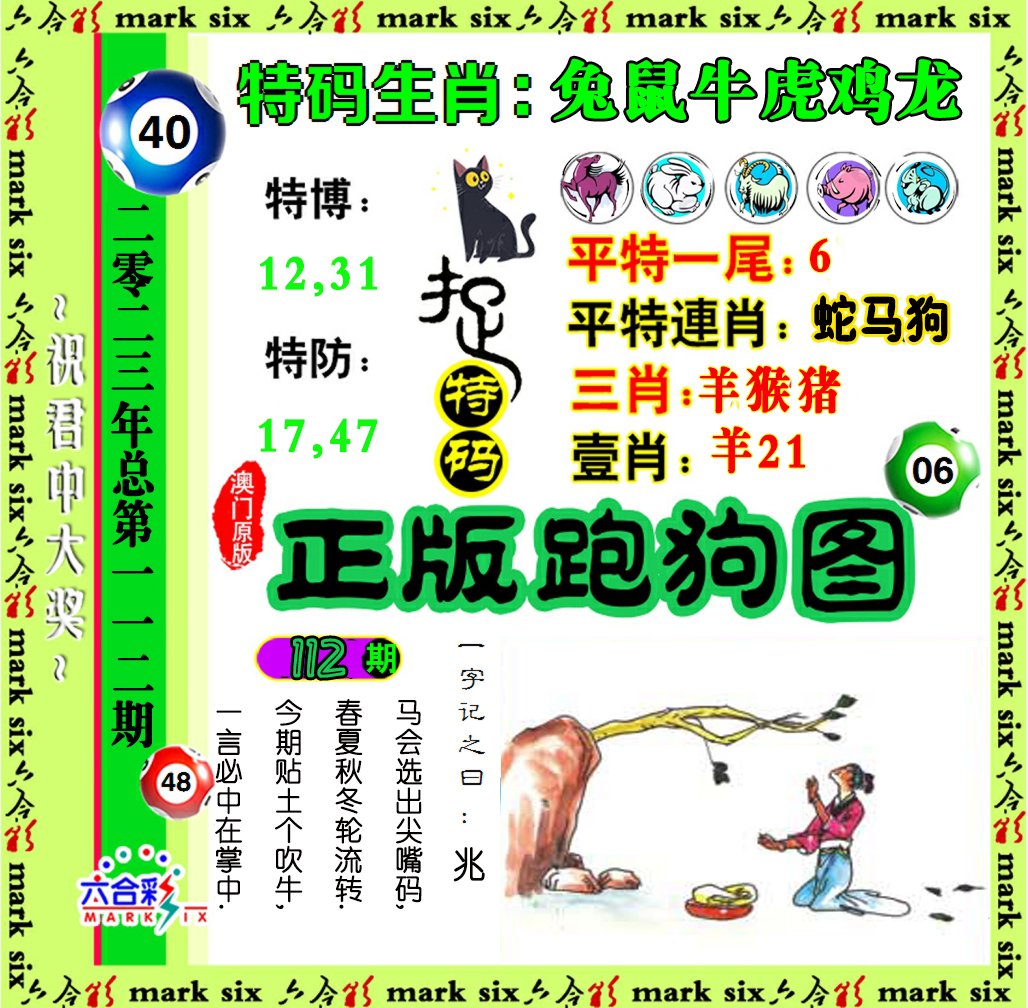 六合彩 mark six 六合彩 mark six 六合彩 mark six 六合彩 mark six
40
特码生肖：兔鼠牛虎鸡龙
特博：
12,31
特防：
17,47
捉
特
码
平特一尾：6
平特連肖：蛇马狗
三肖：羊猴猪
壹肖：羊21
06
澳门原版
正版跑狗图
二零二三年总第一一二期
~祝君中大奖~
112期
一字记之曰：兆
马会选出尖嘴码，
春夏秋冬轮流转．
今期贴士个吹牛，
一言必中在掌中．
48
六合彩
MARK SIX
六合彩 mark six 六合彩 mark six 六合彩 mark six 六合彩 mark six